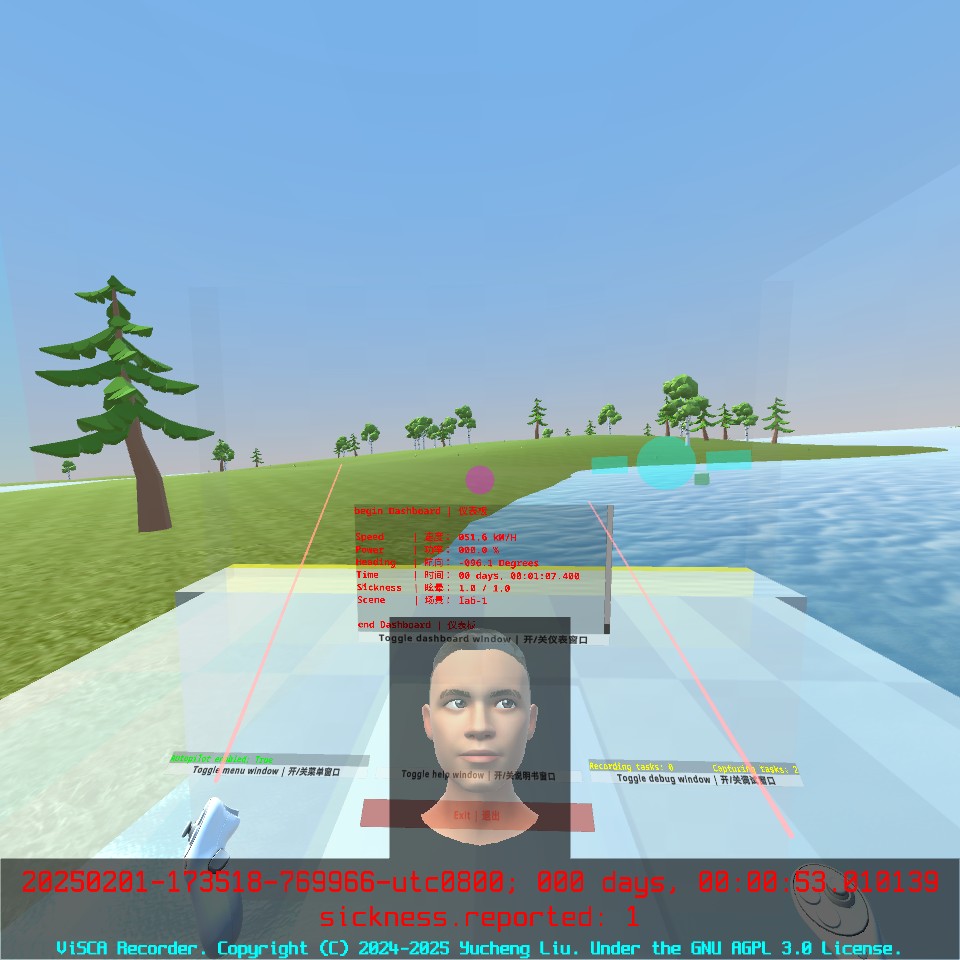 begin Dashboard | 仪表板
Speed | 速度: 051.6 kM/H
Power | 功率: 000.0 %
Heading | 航向: -096.1 Degrees
Time | 时间: 00 days, 00:01:07.400
Sickness | 眩晕: 1.0 / 1.0
Scene | 场景: Iab-1
end Dashboard | 仪表板
Toggle dashboard window | 开/关仪表窗口
Autopilot enabled: True
Toggle menu window | 开/关菜单窗口
Toggle help window | 开/关说明书窗口
Recording tasks: 0 Capturing tasks: 2
Toggle debug window | 开/关调试窗口
Exit | 退出
20250201-173518-769966-utc0800; 000 days, 00:00:53.010139
sickness.reported: 1
ViSCA Recorder. Copyright (C) 2024-2025 Yucheng Liu. Under the GNU AGPL 3.0 License.